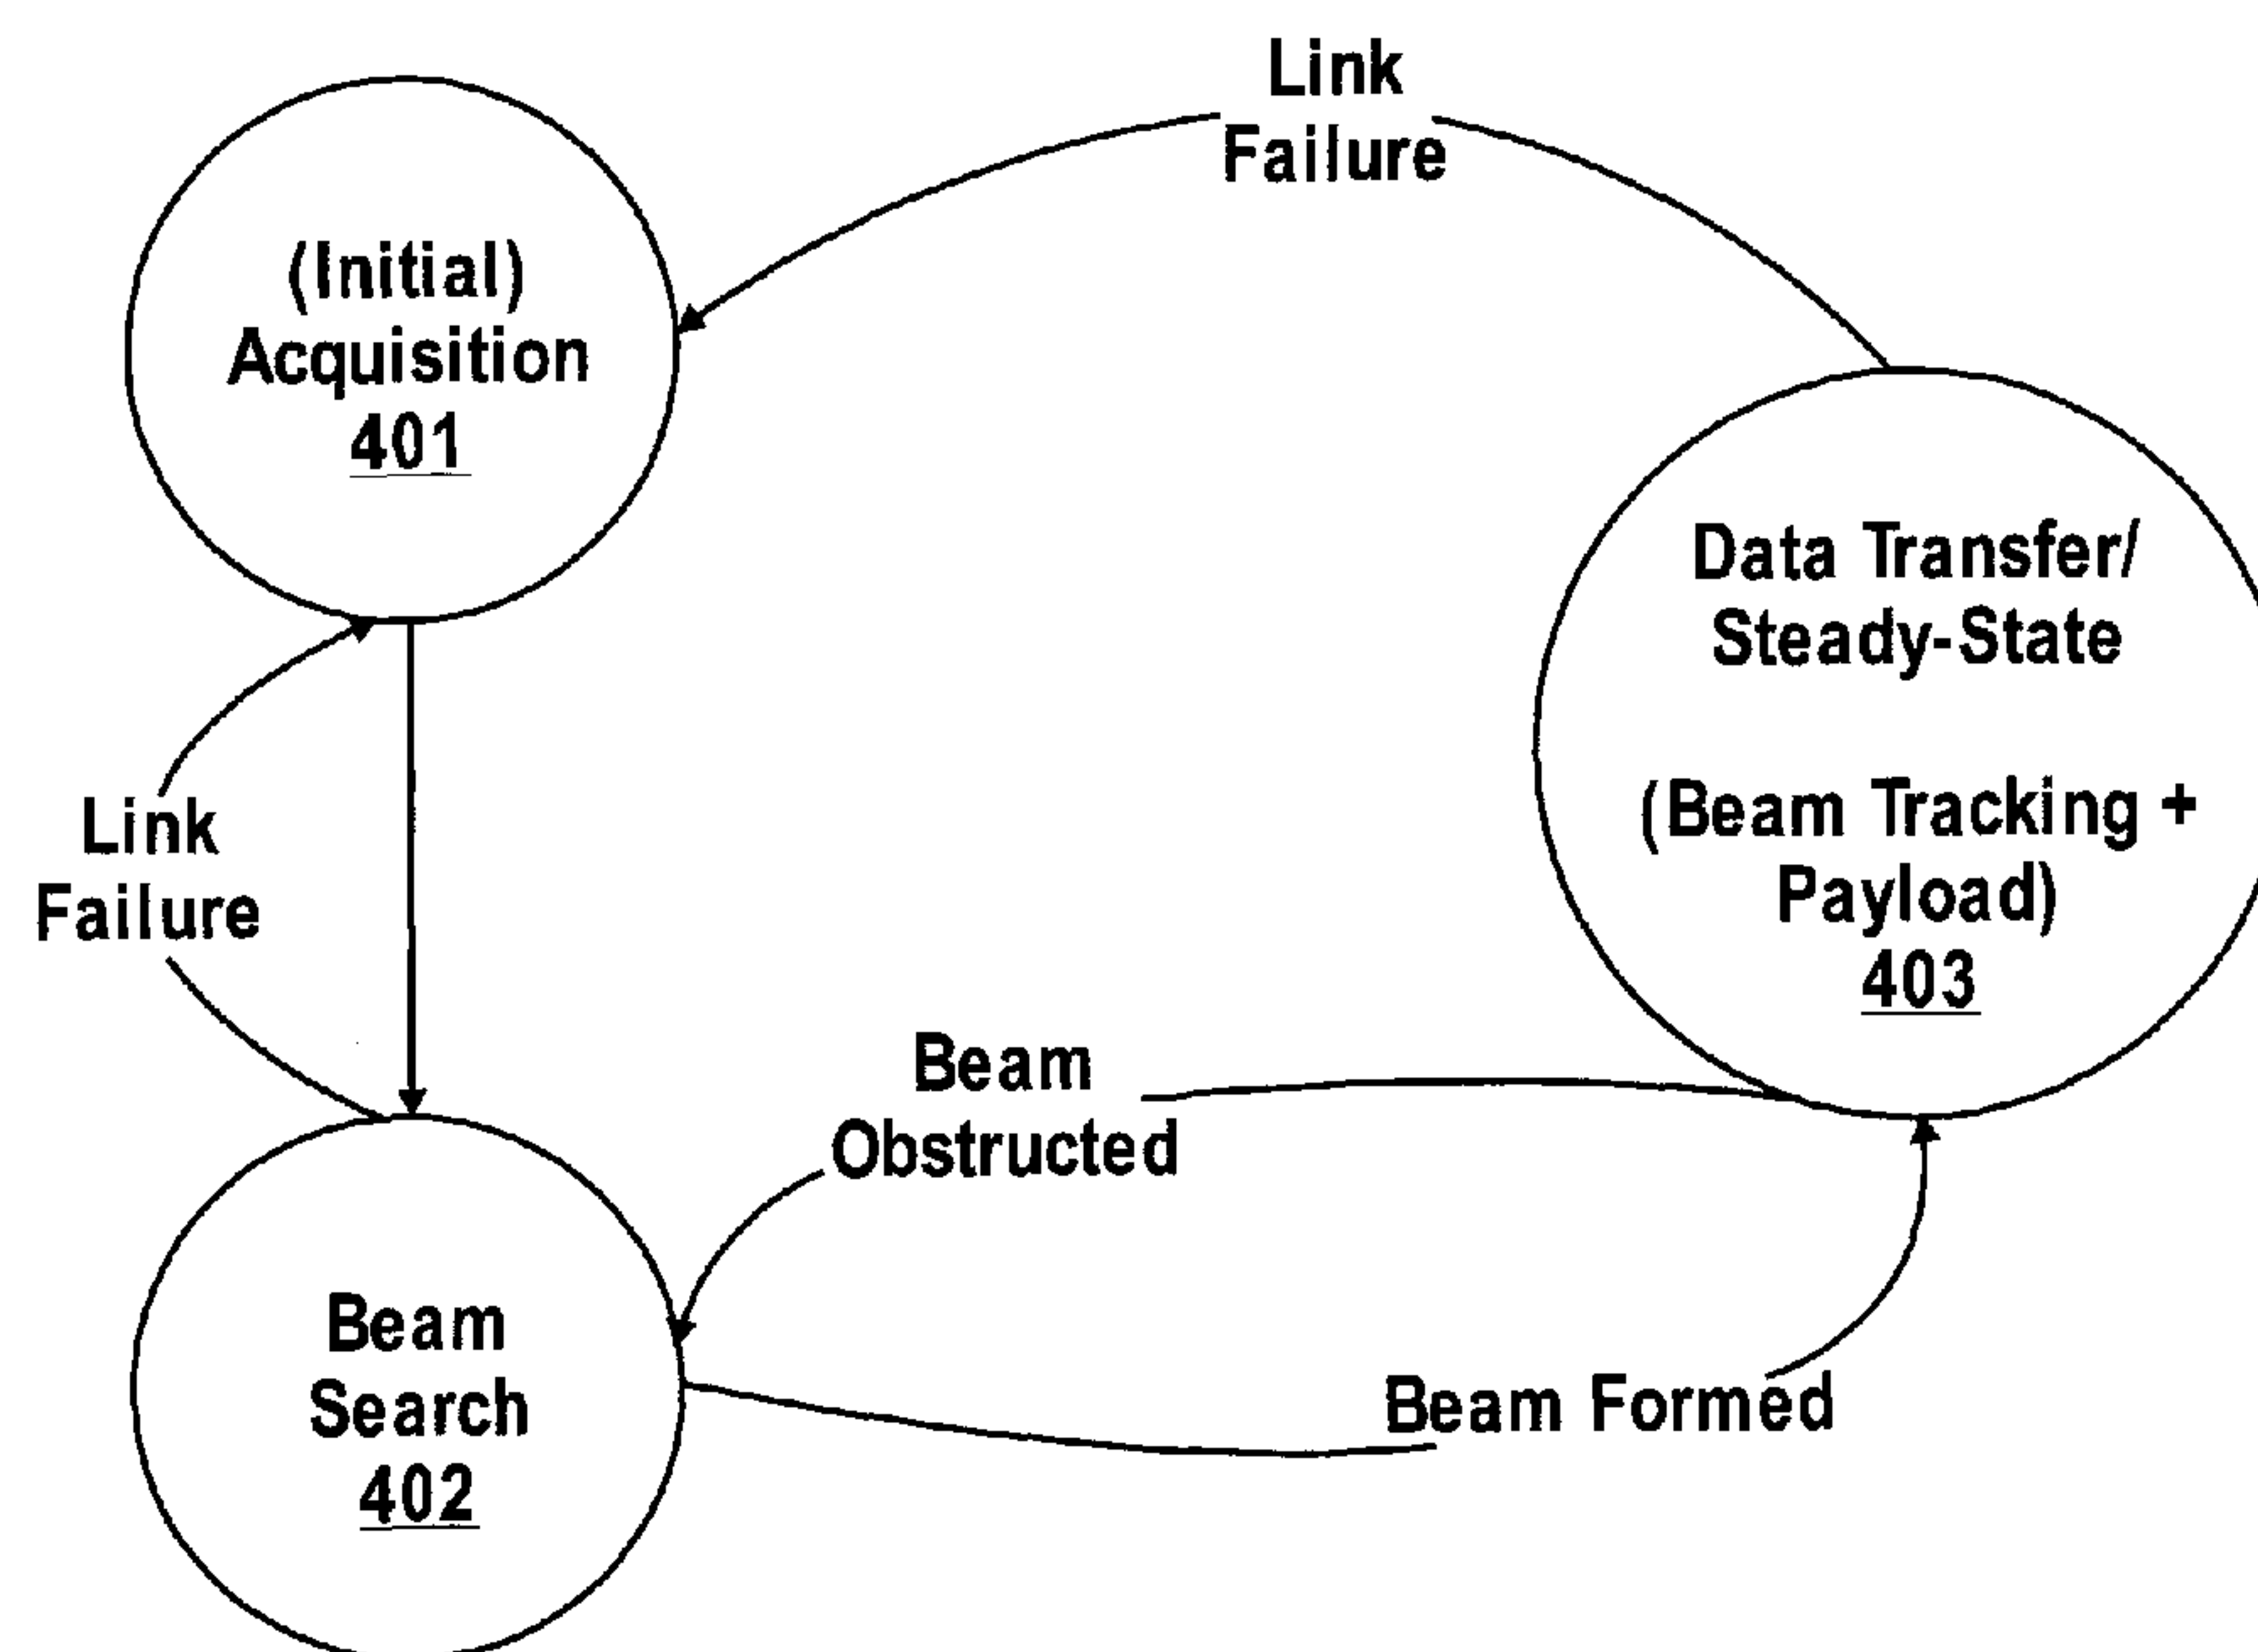 Link
Failure
(Initial)
Acquisition
401
Data Transfer/
Steady-State
(Beam Tracking +
Payload)
403
Link
Failure
Beam
Obstructed
Beam
Search
402
Beam Formed